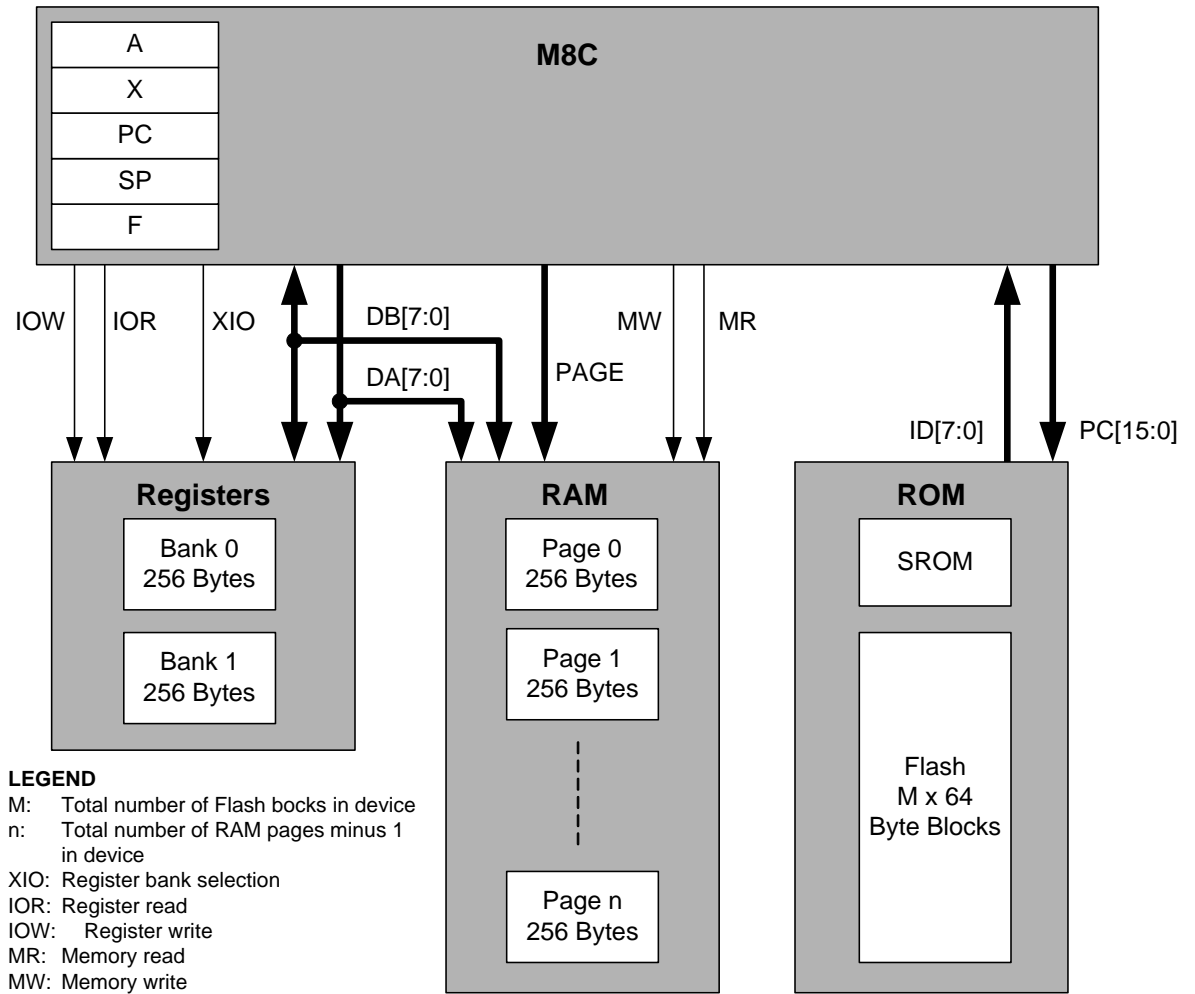 A
X
PC
SP
F
M8C
IOW
IOR
XIO
DB[7:0]
DA[7:0]
PAGE
MW
MR
ID[7:0]
PC[15:0]
Registers
Bank 0
256 Bytes
Bank 1
256 Bytes
RAM
Page 0
256 Bytes
Page 1
256 Bytes
Page n
256 Bytes
ROM
SROM
Flash
M x 64
Byte Blocks
LEGEND
M: Total number of Flash bocks in device
n: Total number of RAM pages minus 1
in device
XIO: Register bank selection
IOR: Register read
IOW: Register write
MR: Memory read
MW: Memory write